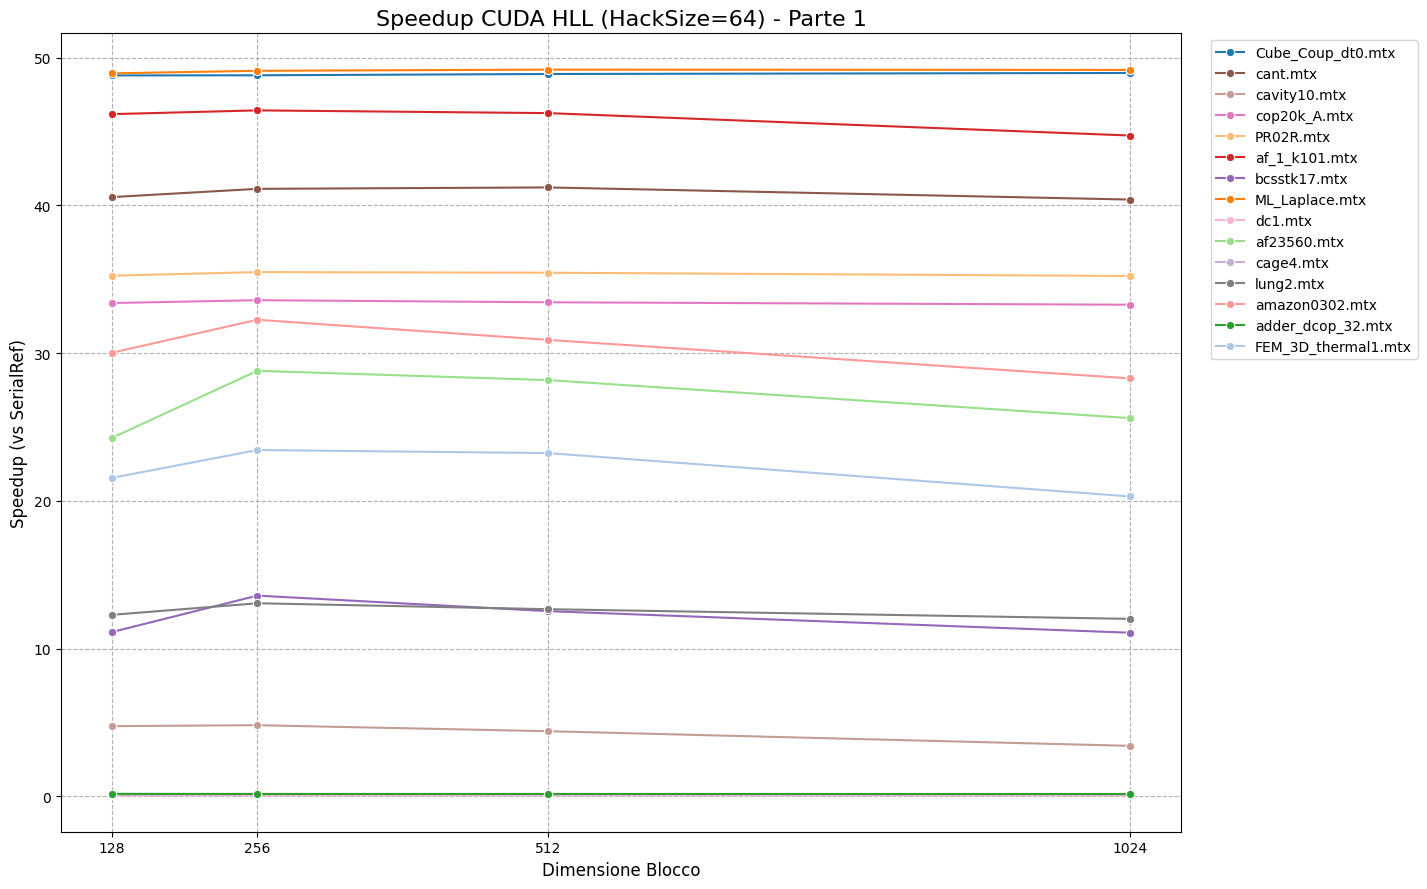 Speedup CUDA HLL (HackSize=64) - Parte 1
50
40
30
20
10
0
Speedup (vs SerialRef)
128
256
512
1024
Dimensione Blocco
Cube_Coup_dt0.mtx
cant.mtx
cavity10.mtx
cop20k_A.mtx
PR02R.mtx
af_1_k101.mtx
bcsstk17.mtx
ML_Laplace.mtx
dc1.mtx
af23560.mtx
cage4.mtx
lung2.mtx
amazon0302.mtx
adder_dcop_32.mtx
FEM_3D_thermal1.mtx